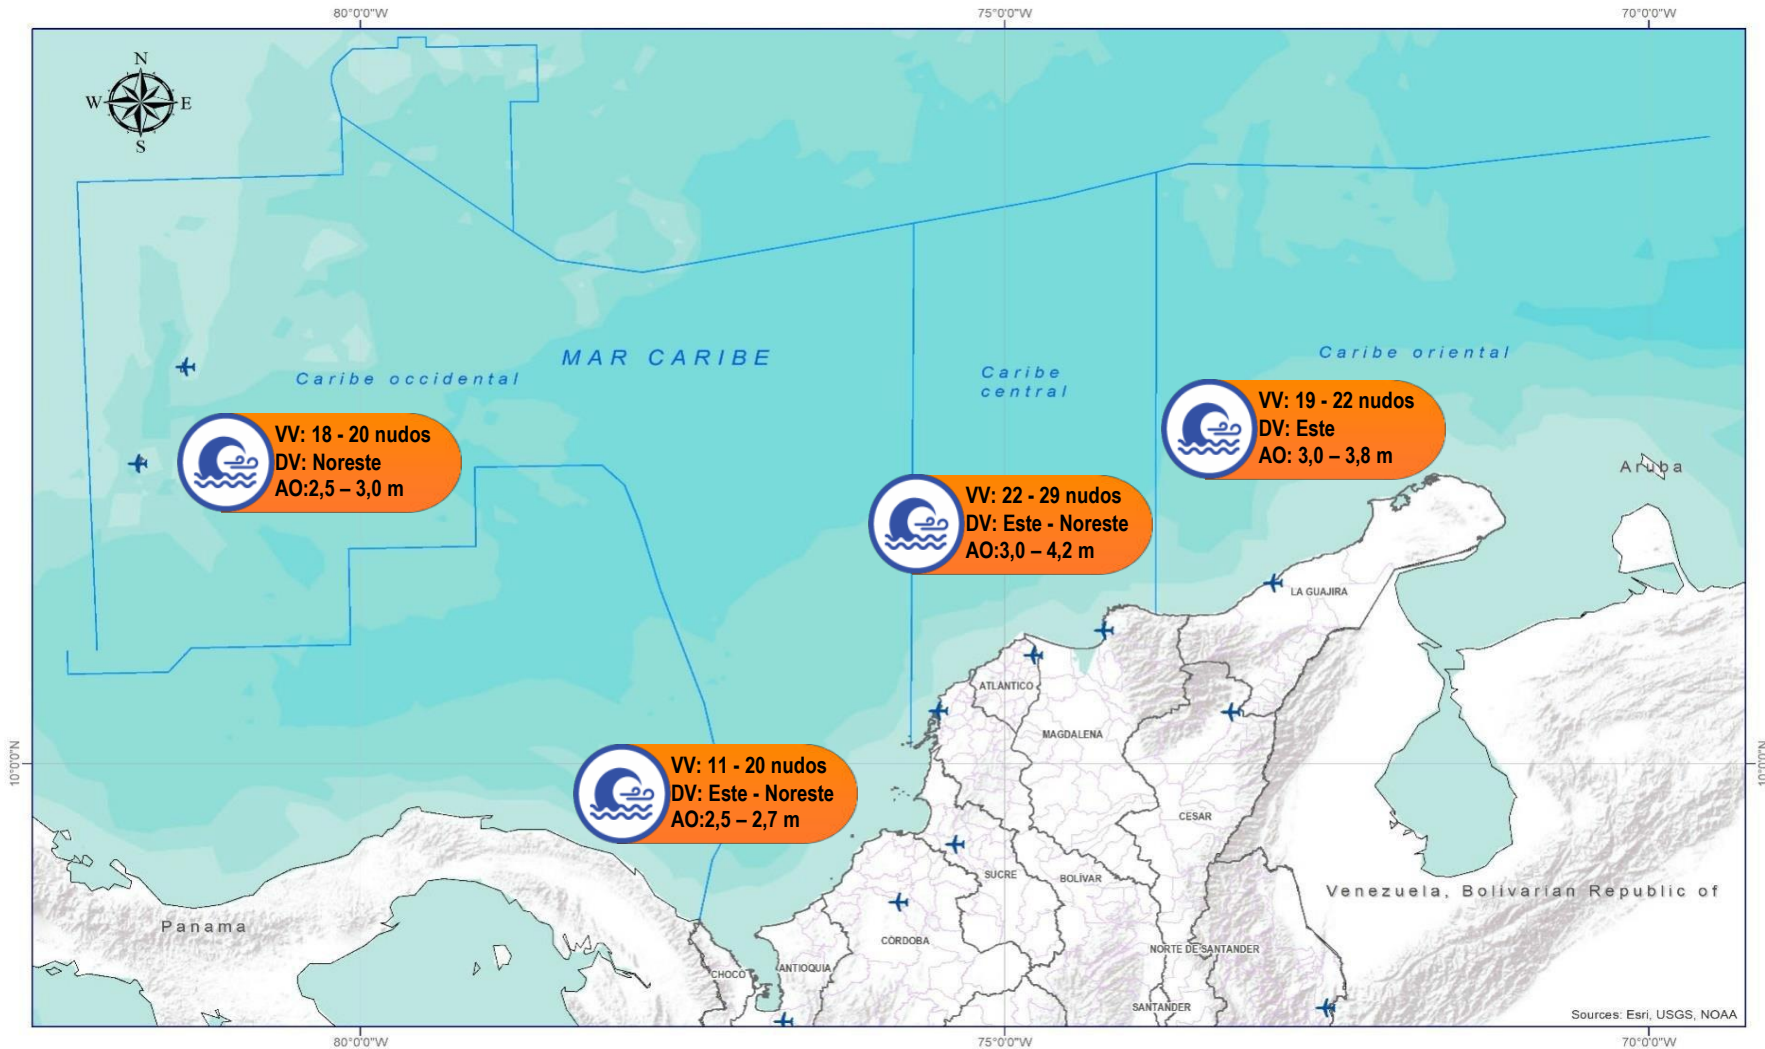 80°0'0"W
75°0'0"W
70°0'0"W
N
W
E
S
MAR CARIBE
Caribe occidental
Caribe
central
Caribe oriental
VV: 19 - 22 nudos
DV: Este
AO: 3,0 – 3,8 m
VV: 18 - 20 nudos
DV: Noreste
AO:2,5 – 3,0 m
VV: 22 - 29 nudos
DV: Este - Noreste
AO:3,0 – 4,2 m
Aruba
LA GUAJIRA
ATLÁNTICO
MAGDALENA
10°0'0"N
10°0'0"N
VV: 11 - 20 nudos
DV: Este - Noreste
AO:2,5 – 2,7 m
CESAR
SUCRE
BOLÍVAR
Venezuela, Bolivarian Republic of
Panama
CÓRDOBA
NORTE DE SANTANDER
CHOCO
ANTIOQUIA
SANTANDER
Sources: Esri, USGS, NOAA
80°0'0"W
75°0'0"W
70°0'0"W